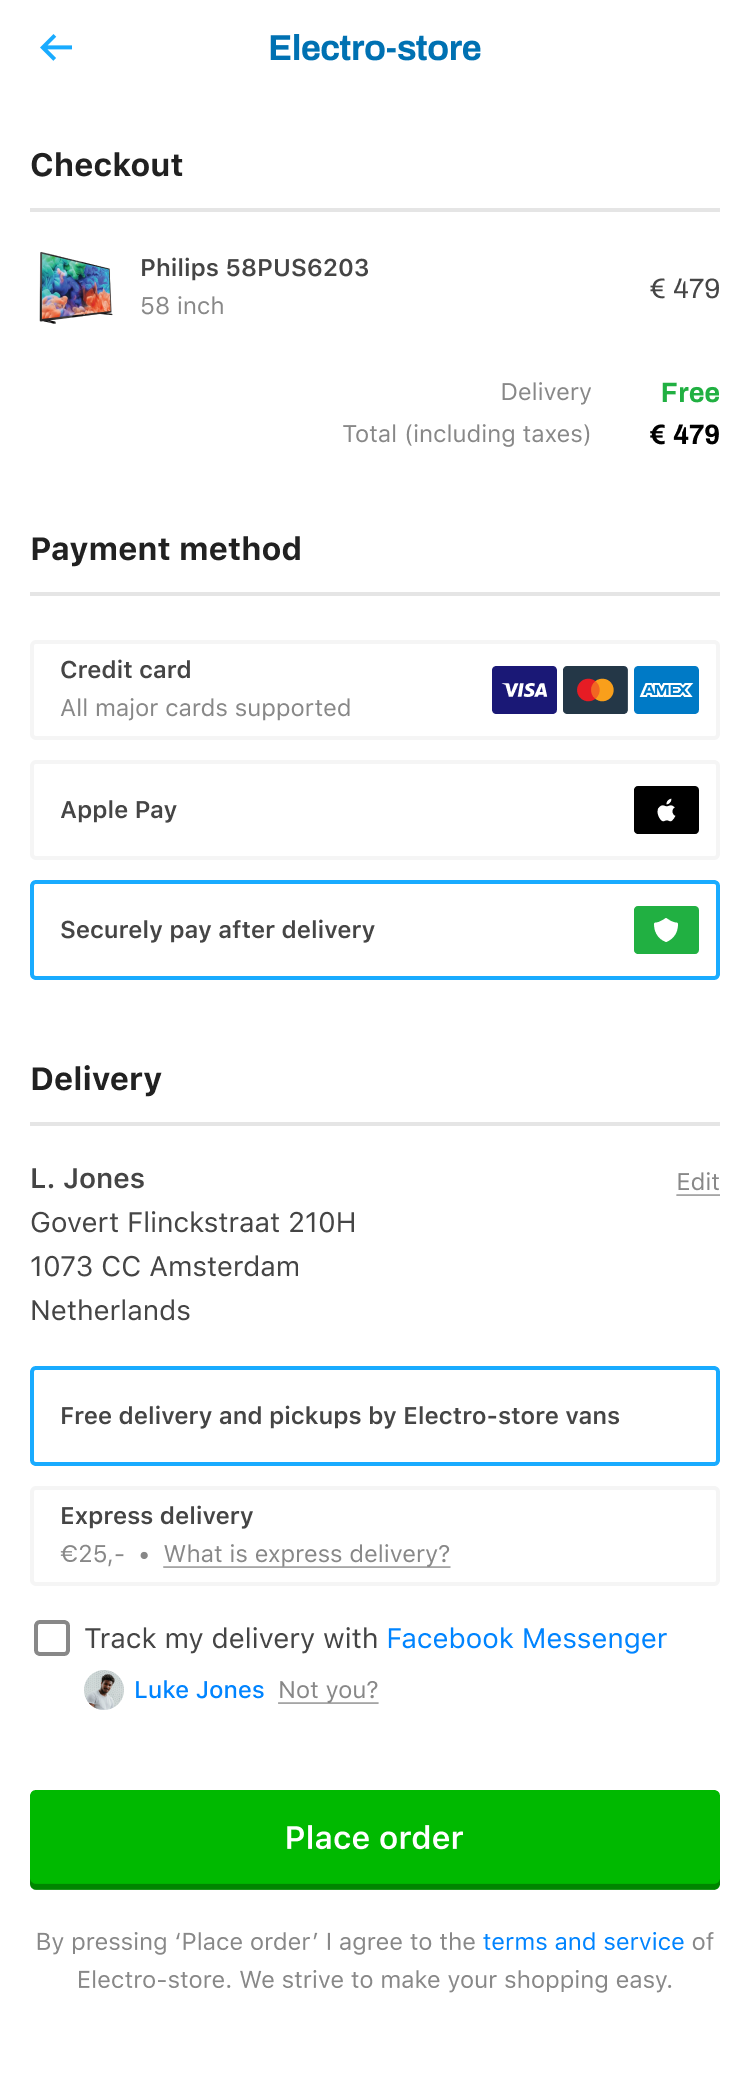 Electro-store
Checkout
Philips 58PUS6203
58 inch
€ 479
Delivery Free
Total (including taxes) € 479
Payment method
Credit card
All major cards supported
VISA
AMEX
Apple Pay
Securely pay after delivery
Delivery
L. Jones
Edit
Govert Flinckstraat 210H
1073 CC Amsterdam
Netherlands
Free delivery and pickups by Electro-store vans
Express delivery
€25,- • What is express delivery?
Track my delivery with Facebook Messenger
Luke Jones Not you?
Place order
By pressing ‘Place order’ I agree to the terms and service of
Electro-store. We strive to make your shopping easy.